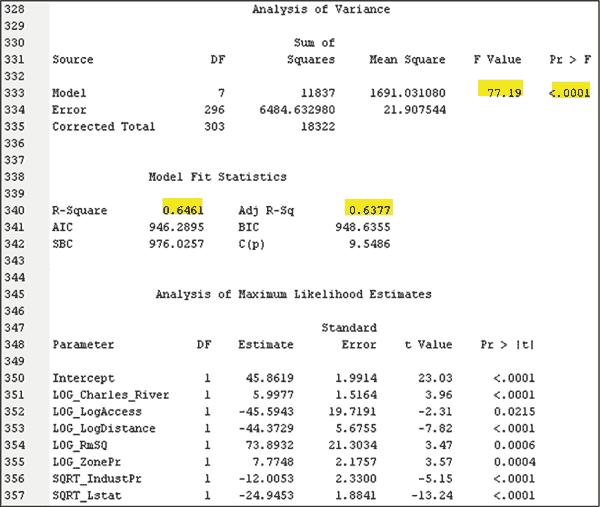 328 Analysis of Variance
329
330 Sum of
331 Source DF Squares Mean Square F Value Pr > F
332
333 Model 7 11837 1691.031080 77.19 <.0001
334 Error 296 6484.632980 21.907544
335 Corrected Total 303 18322
336
337
338 Model Fit Statistics
339
340 R-Square 0.6461 Adj R-Sq 0.6377
341 AIC 946.2895 BIC 948.6355
342 SBC 976.0257 C(p) 9.5486
343
344
345 Analysis of Maximum Likelihood Estimates
346
347 Standard
348 Parameter DF Estimate Error t Value Pr > |t|
349
350 Intercept 1 45.8619 1.9914 23.03 <.0001
351 LOG_Charles_River 1 5.9977 1.5164 3.96 <.0001
352 LOG_LogAccess 1 -45.5943 19.7191 -2.31 0.0215
353 LOG_LogDistance 1 -44.3729 5.6755 -7.82 <.0001
354 LOG_RmSQ 1 73.8932 21.3034 3.47 0.0006
355 LOG_ZonePr 1 7.7748 2.1757 3.57 0.0004
356 SQRT_IndustPr 1 -12.0053 2.3300 -5.15 <.0001
357 SQRT_Lstat 1 -24.9453 1.8841 -13.24 <.0001